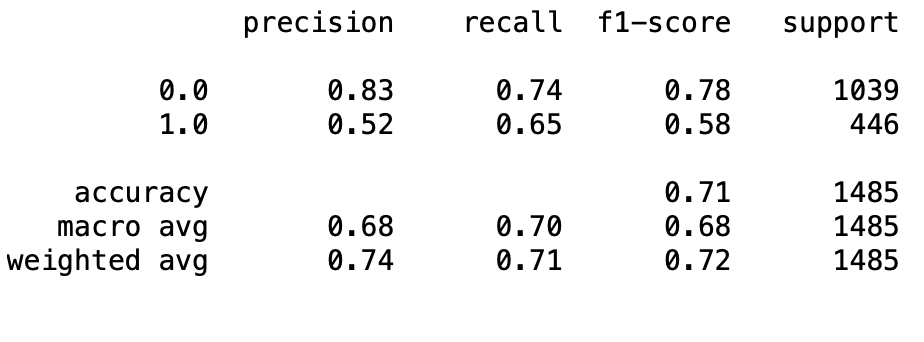 precision recall f1-score support
0.0 0.83 0.74 0.78 1039
1.0 0.52 0.65 0.58 446
accuracy 0.71 1485
macro avg 0.68 0.70 0.68 1485
weighted avg 0.74 0.71 0.72 1485